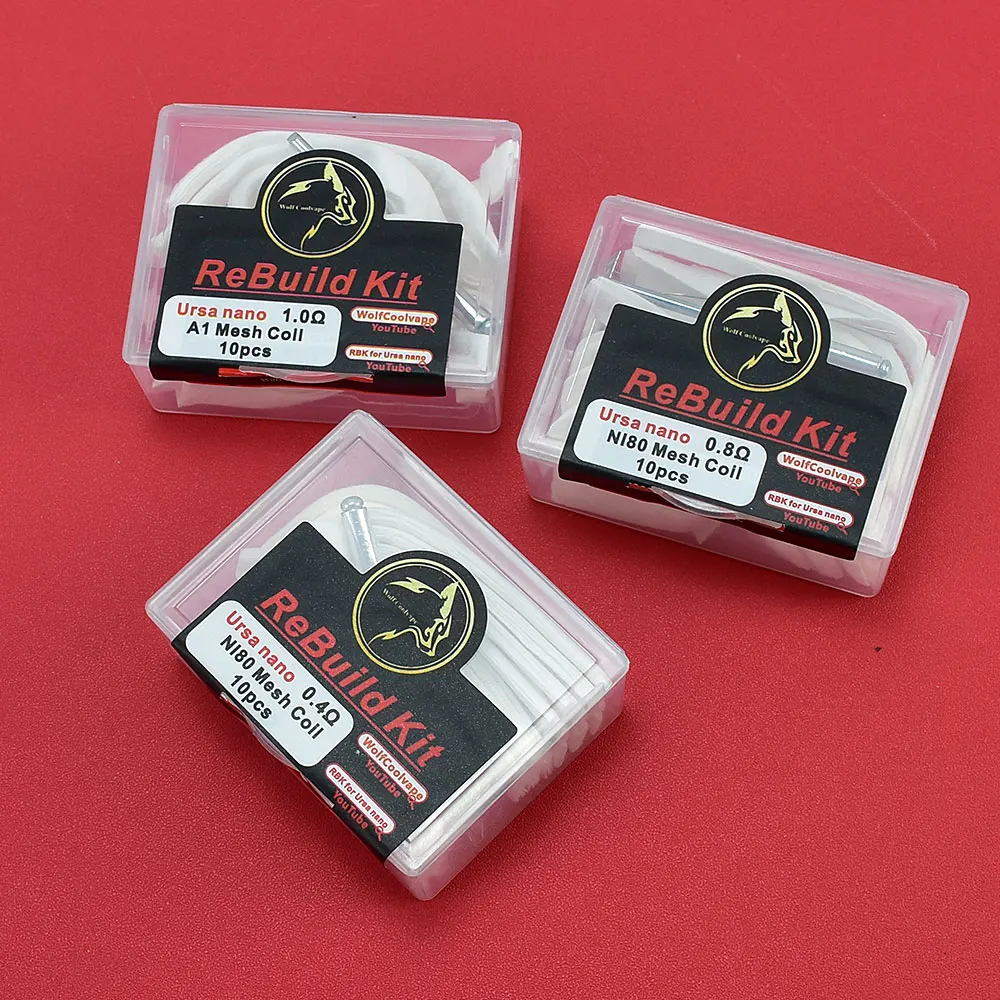 Wolf Coolvape
ReBuild Kit
Ursa nano 1.0Ω
A1 Mesh Coil
10pcs
WolfCoolvape
YouTube
RBK for Ursa nano
YouTube
Wolf Coolvape
ReBuild Kit
Ursa nano 0.8Ω
NI80 Mesh Coil
10pcs
WolfCoolvape
YouTube
RBK for Ursa nano
YouTube
Wolf Coolvape
ReBuild Kit
Ursa nano 0.4Ω
NI80 Mesh Coil
10pcs
WolfCoolvape
YouTube
RBK for Ursa nano
YouTube